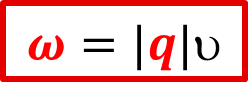 ω = |q|υ